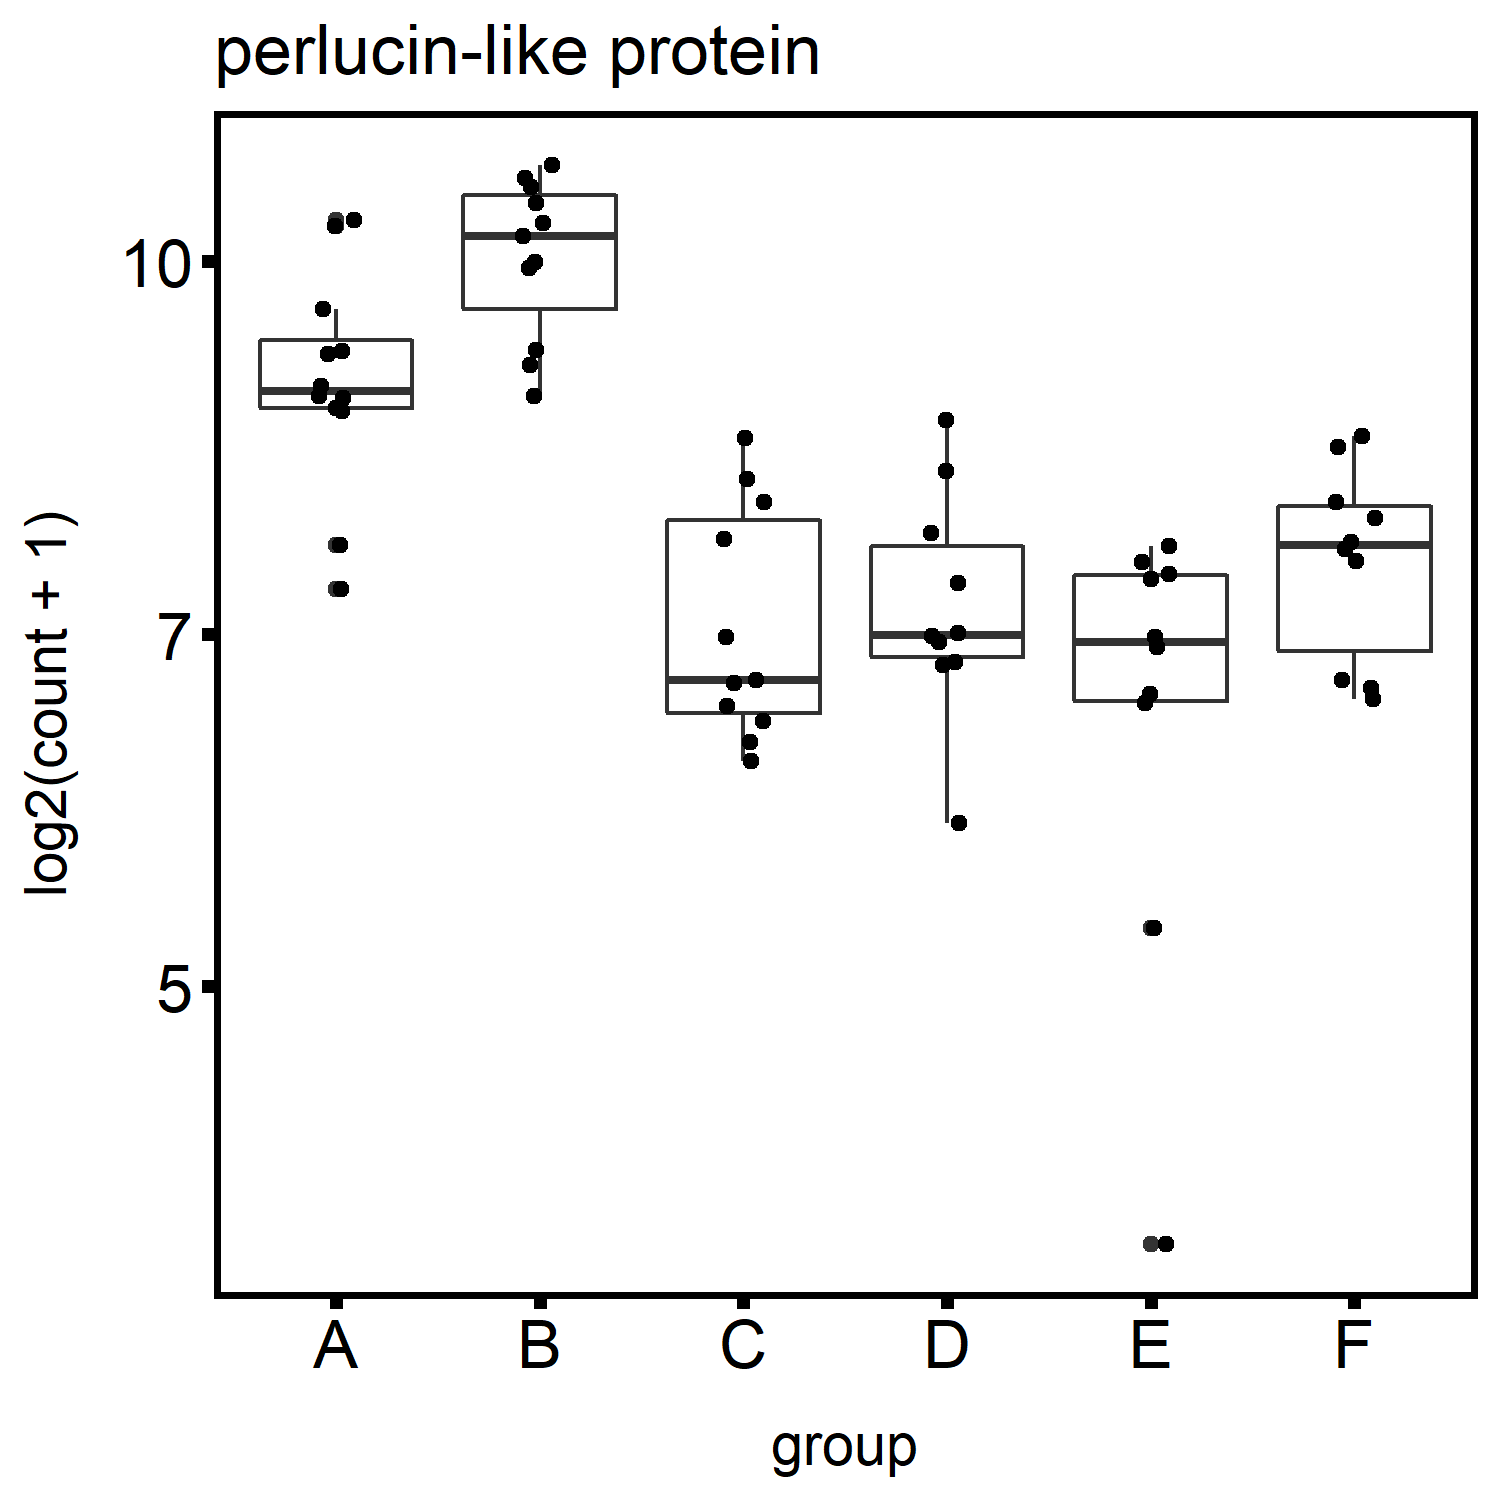 perlucin-like protein
log2(count + 1)
10
7
5
A B C D E F
group